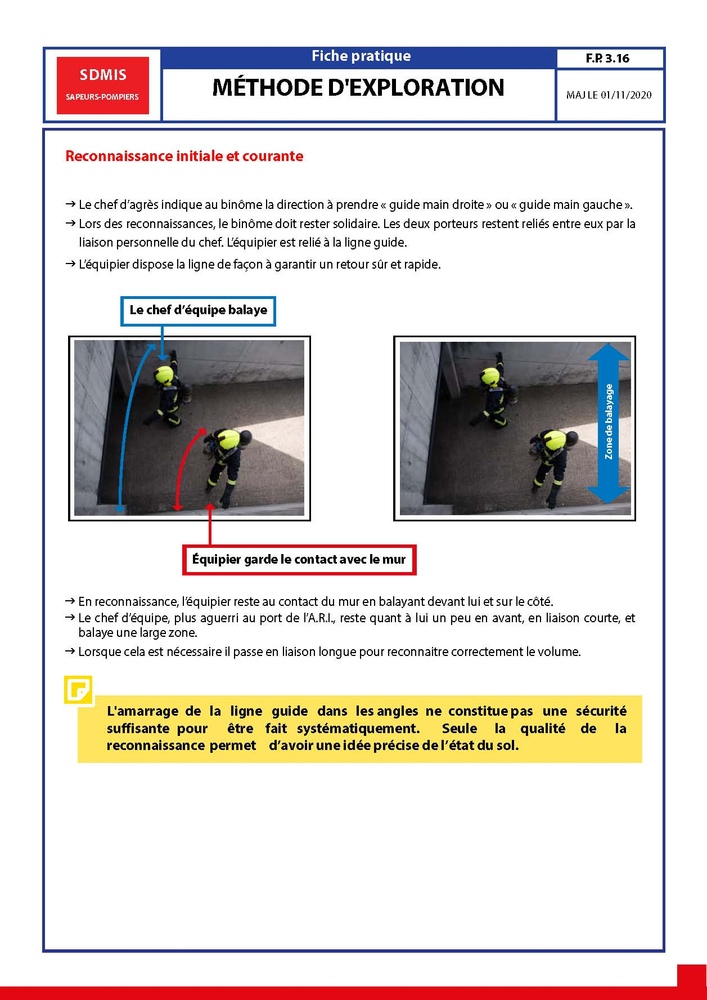 SDMIS
SAPEURS-POMPIERS
Fiche pratique
MÉTHODE D'EXPLORATION
F.P. 3.16
MAJ LE 01/11/2020
Reconnaissance initiale et courante
→ Le chef d’agrès indique au binôme la direction à prendre « guide main droite » ou « guide main gauche ».
→ Lors des reconnaissances, le binôme doit rester solidaire. Les deux porteurs restent reliés entre eux par la
liaison personnelle du chef. L’équipier est relié à la ligne guide.
→ L’équipier dispose la ligne de façon à garantir un retour sûr et rapide.
Le chef d’équipe balaye
Zone de balayage
Équipier garde le contact avec le mur
→ En reconnaissance, l’équipier reste au contact du mur en balayant devant lui et sur le côté.
→ Le chef d’équipe, plus aguerri au port de l’A.R.I., reste quant à lui un peu en avant, en liaison courte, et
balaye une large zone.
→ Lorsque cela est nécessaire il passe en liaison longue pour reconnaitre correctement le volume.
L'amarrage de la ligne guide dans les angles ne constitue pas une sécurité
suffisante pour être fait systématiquement. Seule la qualité de la
reconnaissance permet d’avoir une idée précise de l’état du sol.